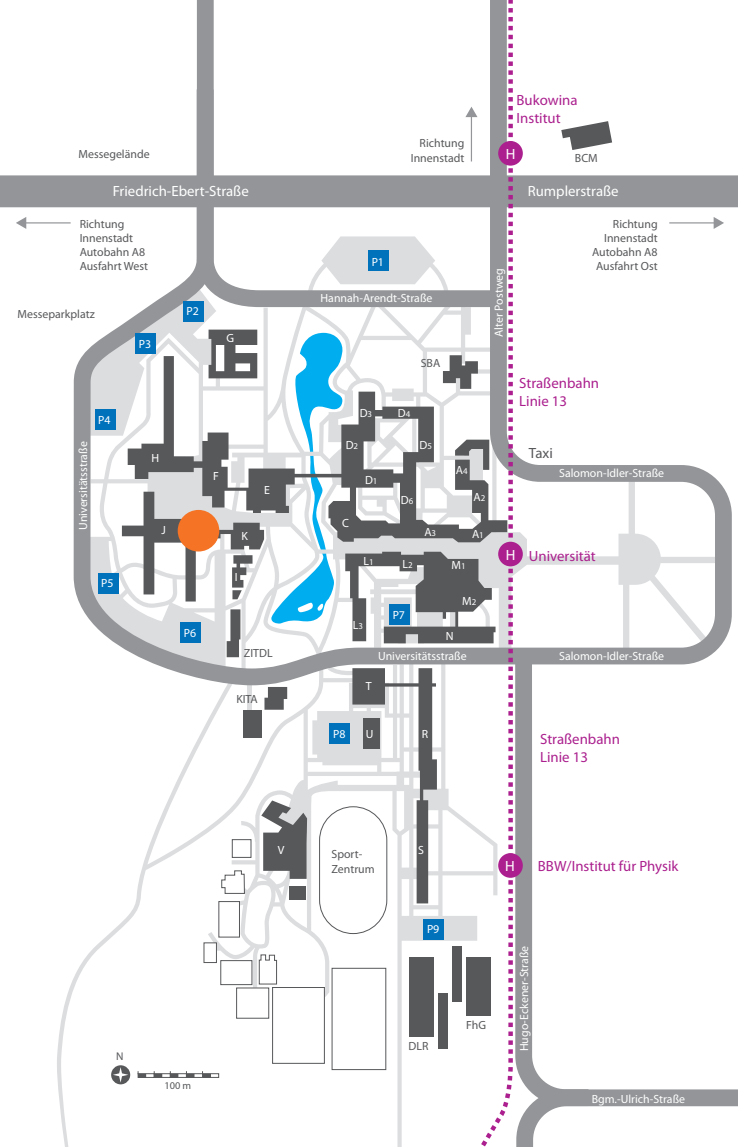 Bukowina
Institut
Richtung
Innenstadt
H
BCM
Messegelände
Friedrich-Ebert-Straße
Rumplerstraße
Richtung
Innenstadt
Autobahn A8
Ausfahrt West
Richtung
Innenstadt
Autobahn A8
Ausfahrt Ost
P1
Hannah-Arendt-Straße
Alter Postweg
Messeparkplatz
P2
P3
G
SBA
P4
Straßenbahn
Linie 13
D3
D4
D2
D5
Taxi
H
F
E
D1
D6
A4
A2
Salomon-Idler-Straße
Universitätsstraße
J
K
C
A3
A1
H
Universität
L1
L2
M1
I
P5
M2
P7
L3
P6
N
ZITDL
Universitätsstraße
Salomon-Idler-Straße
T
KITA
P8
U
R
Straßenbahn
Linie 13
V
Sport-
Zentrum
S
H
BBW/Institut für Physik
P9
Hugo-Eckener-Straße
FhG
DLR
N
100 m
Bgm.-Ulrich-Straße